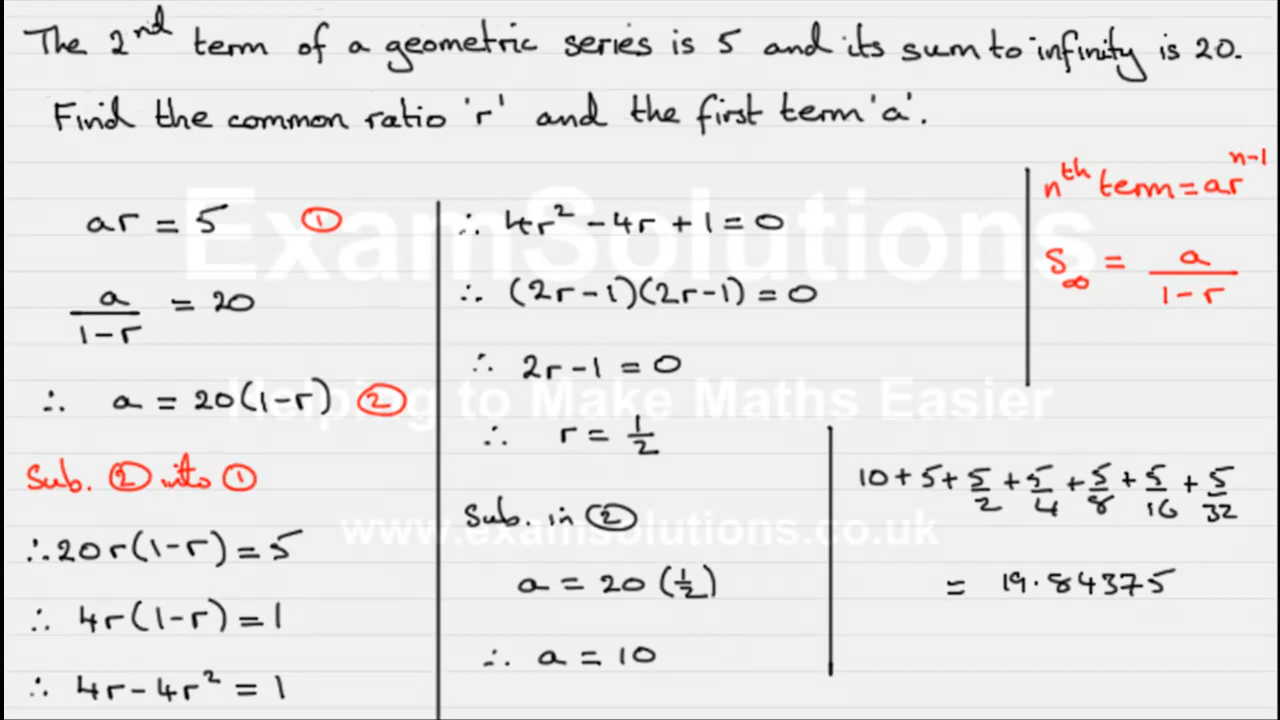 The 2nd term of a geometric series is 5 and its sum to infinity is 20.
Find the common ratio 'r' and the first term 'a'.
ar = 5 ①
a/(1-r) = 20
∴ a = 20(1-r) ②
Sub. ② into ①
∴ 20r(1-r) = 5
∴ 4r(1-r) = 1
∴ 4r - 4r² = 1
∴ 4r² - 4r + 1 = 0
∴ (2r-1)(2r-1) = 0
∴ 2r - 1 = 0
∴ r = 1/2
Sub. in ②
a = 20(1/2)
∴ a = 10
nth term = ar^(n-1)
S∞ = a/(1-r)
10 + 5 + 5/2 + 5/4 + 5/8 + 5/16 + 5/32
= 19.84375
ExamSolutions
Helping to Make Maths Easier
www.examsolutions.co.uk